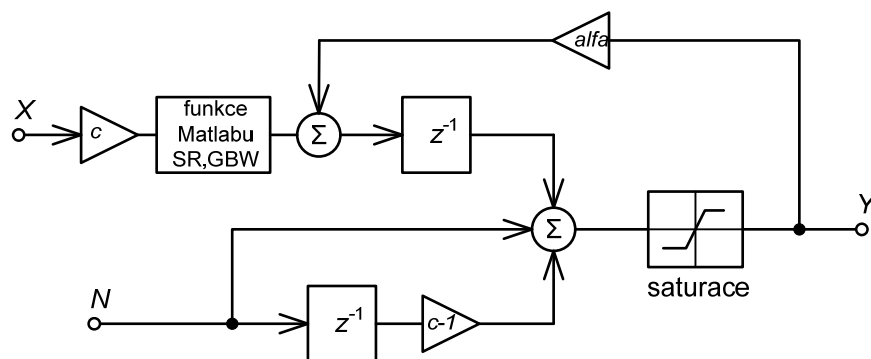 alfa
X
c
funkce
Matlabu
SR,GBW
Σ
z-1
Σ
Y
saturace
N
z-1
c-1